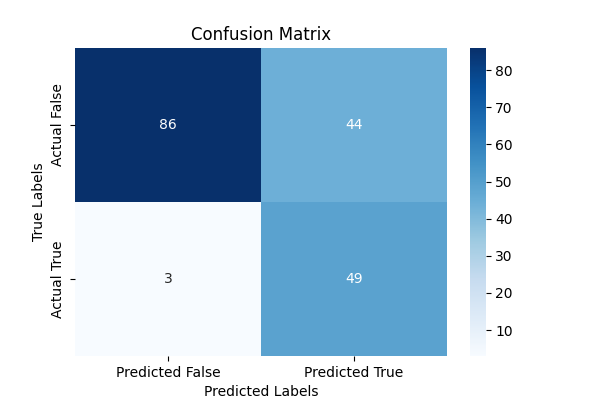 Confusion Matrix
True Labels
Actual False
Actual True
86
44
3
49
Predicted False
Predicted True
Predicted Labels
80
70
60
50
40
30
20
10